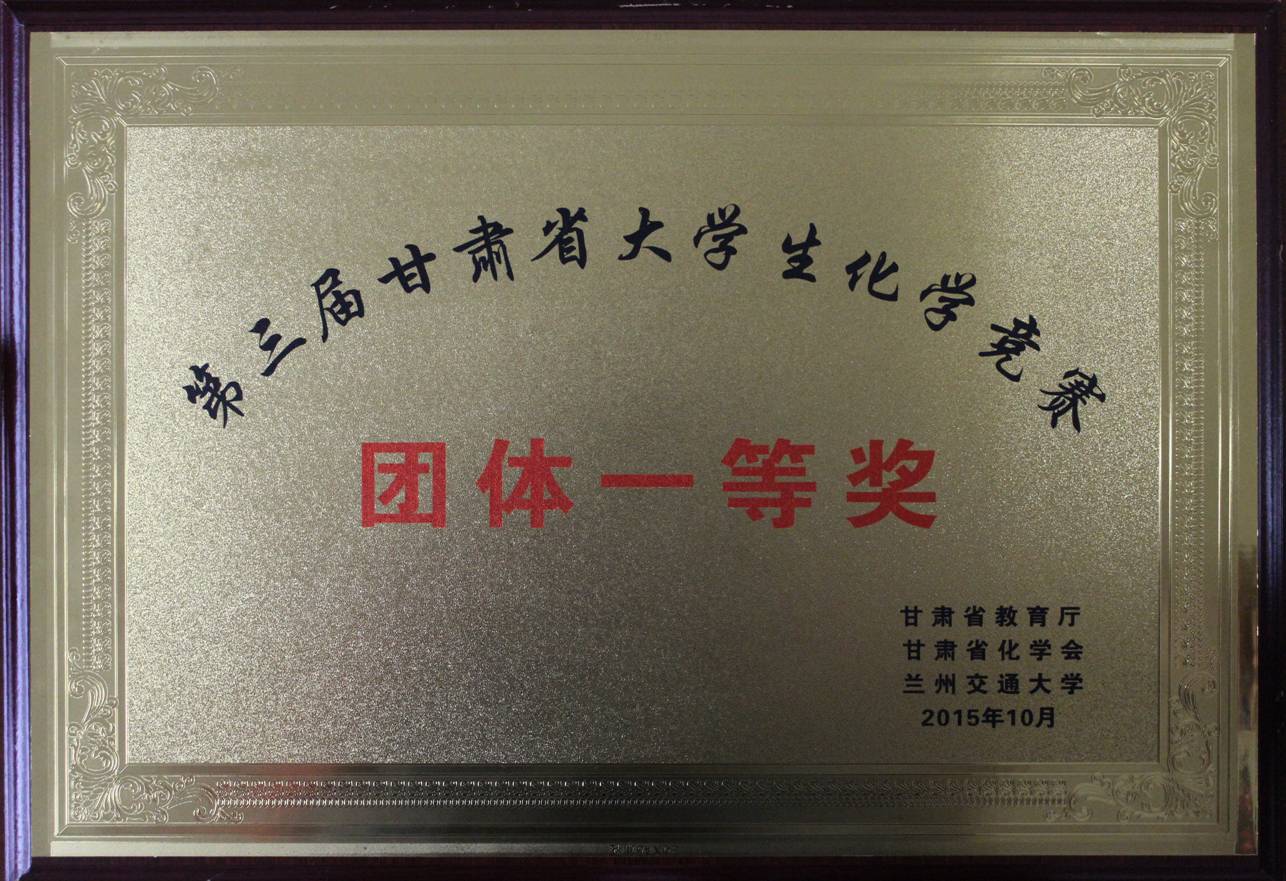 第三届甘肃省大学生化学竞赛
团体一等奖
甘肃省教育厅
甘肃省化学会
兰州交通大学
2015年10月